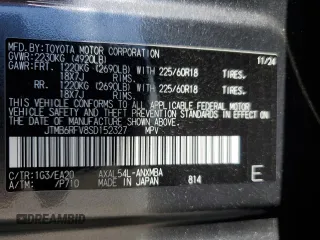 MFD.BY:TOYOTA MOTOR CORPORATION 11/24
GVWR:2230KG (4920LB)
GAWR:FRT. 1220KG (2690LB) WITH 225/60R18 TIRES.
18X7J RIMS
RR. 1220KG (2690LB) WITH 225/60R18 TIRES.
18X7J RIMS
THIS VEHICLE CONFORMS TO ALL APPLICABLE FEDERAL MOTOR
VEHICLE SAFETY AND THEFT PREVENTION STANDARDS IN EFFECT
ON THE DATE OF MANUFACTURE SHOWN ABOVE.
JTMB6RFV8SD152327 MPV
C/TR:1G3/EA20 AXAL54L-ANXMBA
A/TM: /P710 MADE IN JAPAN 814
E